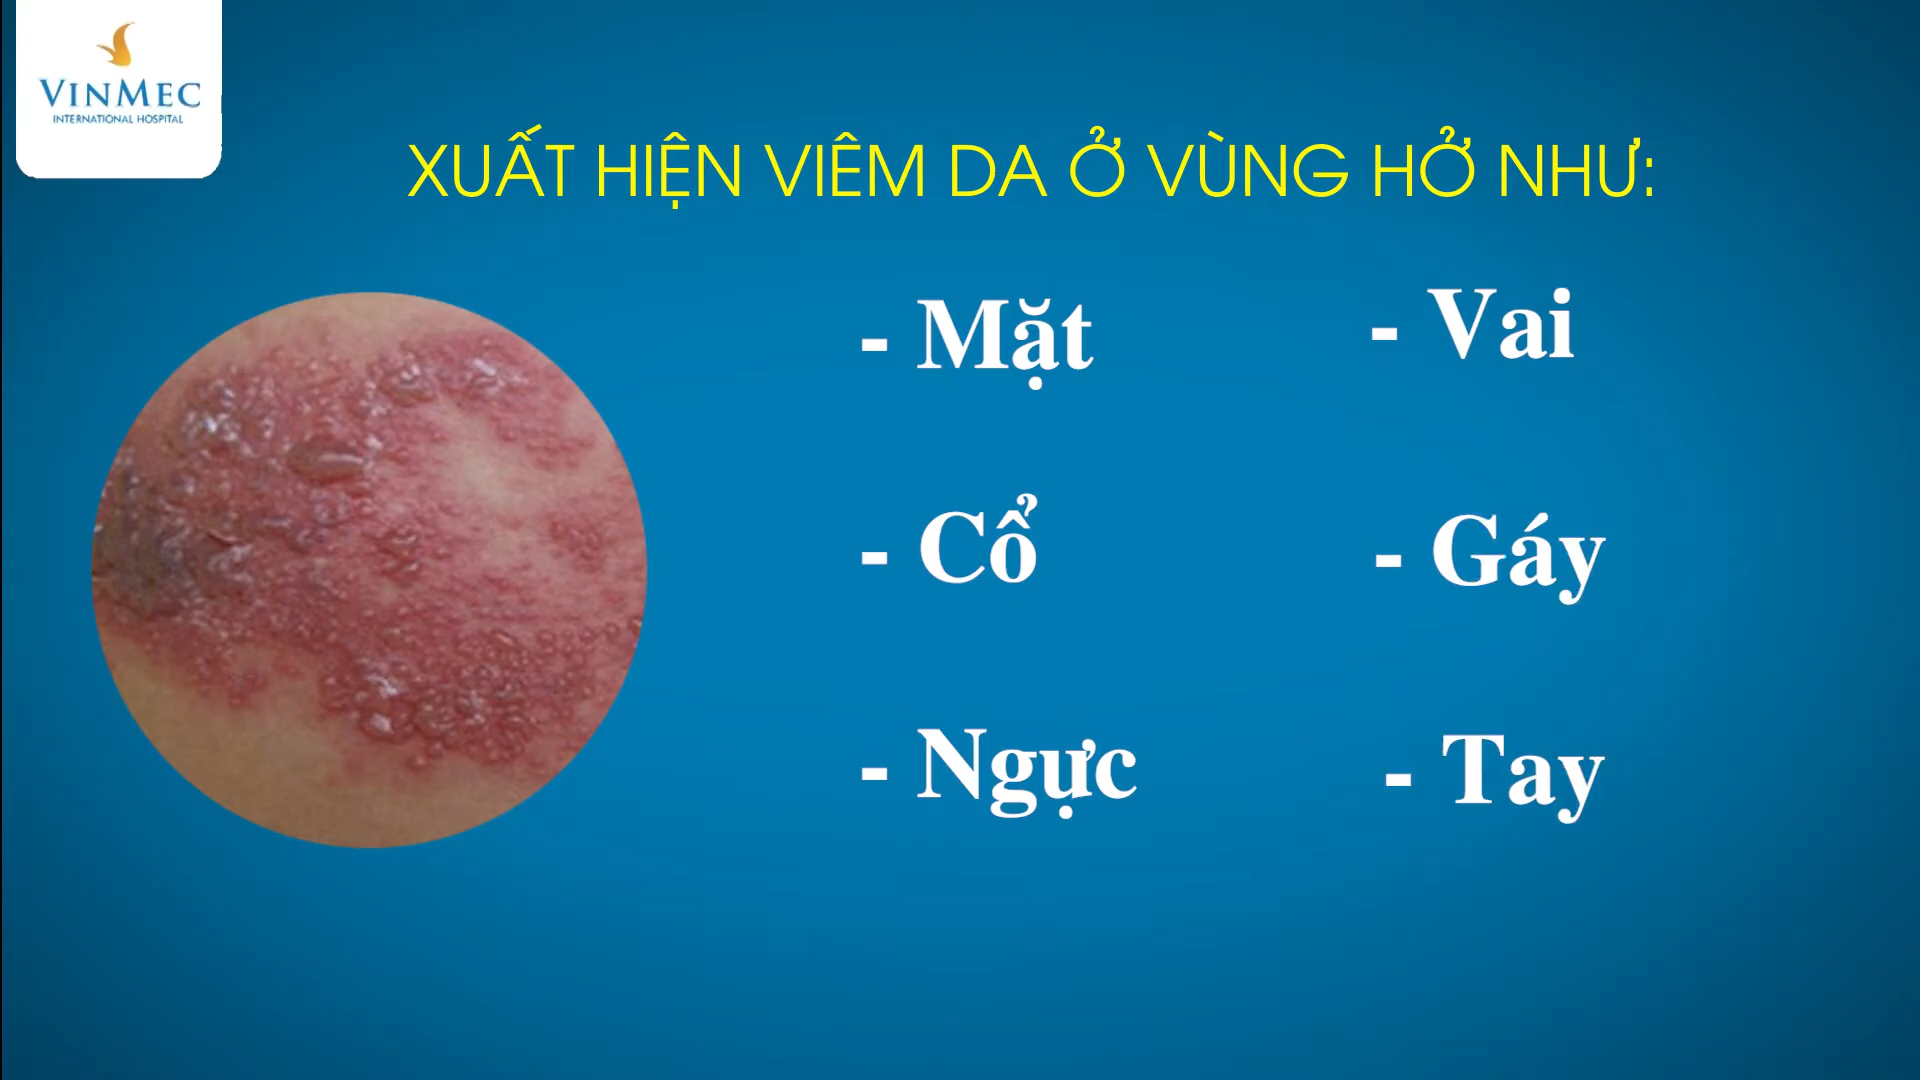 VINMEC
INTERNATIONAL HOSPITAL
XUẤT HIỆN VIÊM DA Ở VÙNG HỞ NHƯ:
- Mặt
- Cổ
- Ngực
- Vai
- Gáy
- Tay